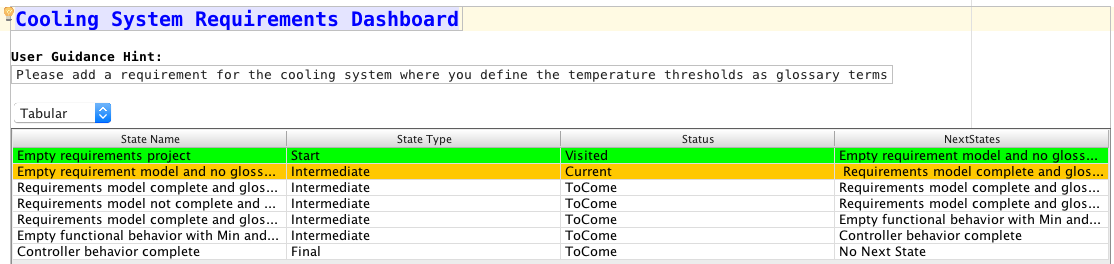 Cooling System Requirements Dashboard
User Guidance Hint:
Please add a requirement for the cooling system where you define the temperature thresholds as glossary terms
Tabular
State Name State Type Status NextStates
Empty requirements project Start Visited Empty requirement model and no gloss...
Empty requirement model and no gloss... Intermediate Current Requirements model complete and glos...
Requirements model complete and glos... Intermediate ToCome Requirements model complete and glos...
Requirements model not complete and ... Intermediate ToCome Requirements model complete and glos...
Requirements model complete and glos... Intermediate ToCome Empty functional behavior with Min and...
Empty functional behavior with Min and... Intermediate ToCome Controller behavior complete
Controller behavior complete Final ToCome No Next State